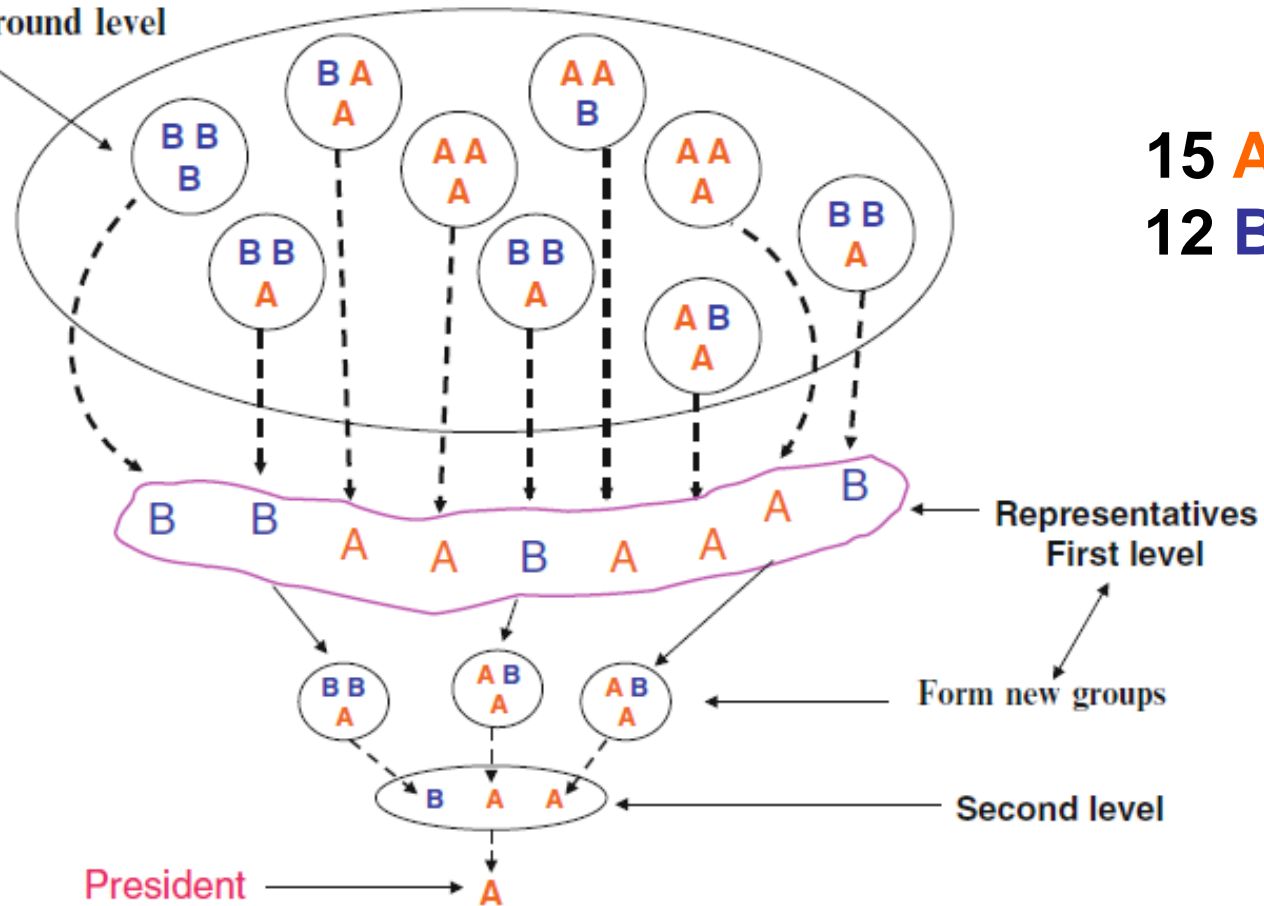 round level
B A
A
A A
B
B B
B
A A
A
A A
A
B B
A
B B
A
B B
A
A B
A
15 A
12 B
B B A A B A A A B
Representatives
First level
B B
A
A B
A
A B
A
Form new groups
B A A
Second level
President
A